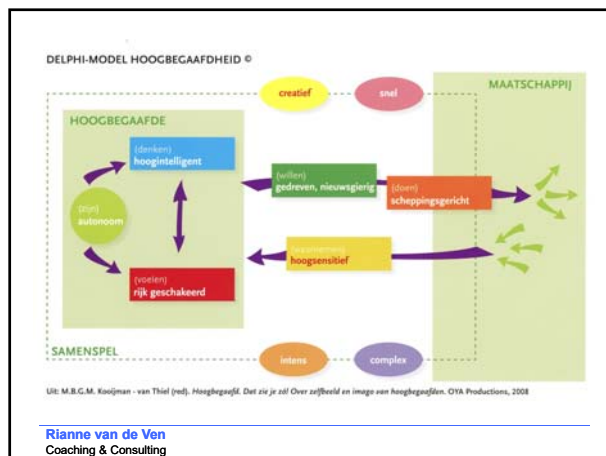 DELPHI-MODEL HOOGBEGAAFDHEID ©
creatief
snel
MAATSCHAPPIJ
HOOGBEGAAFDE
(denken)
hoogintelligent
(willen)
gedreven, nieuwsgierig
(doen)
scheppingsgericht
(zijn)
autonoom
(waarnemen)
hoogsensitief
(voelen)
rijk geschakeerd
SAMENSPEL
intens
complex
Uit: M.B.G.M. Kooijman - van Thiel (red). Hoogbegaafd. Dat zie je zó! Over zelfbeeld en imago van hoogbegaafden. OYA Productions, 2008
Rianne van de Ven
Coaching & Consulting